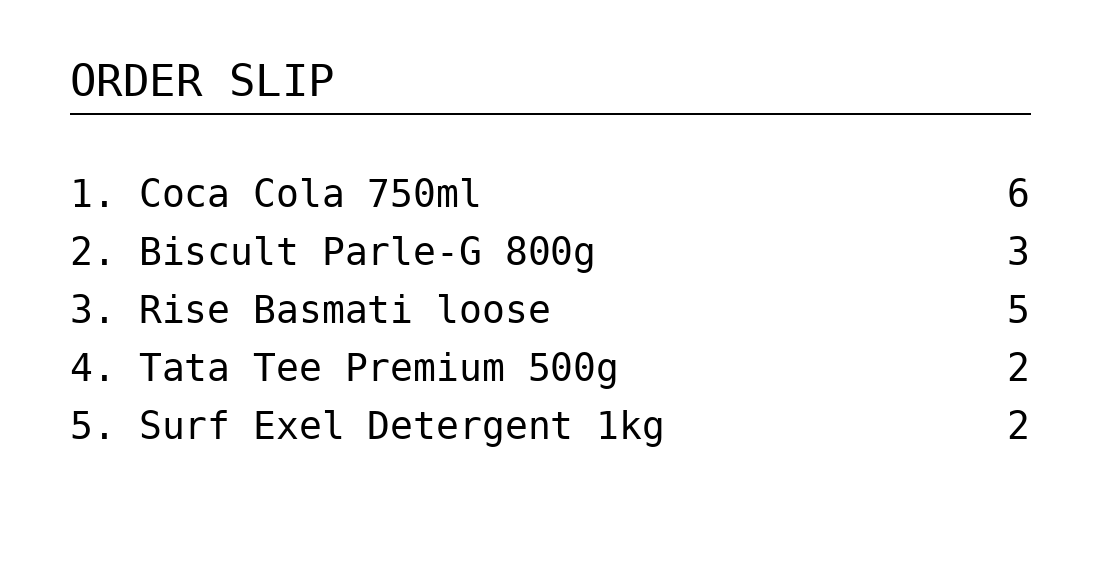 ORDER SLIP
1. Coca Cola 750ml 6
2. Biscult Parle-G 800g 3
3. Rise Basmati loose 5
4. Tata Tee Premium 500g 2
5. Surf Exel Detergent 1kg 2